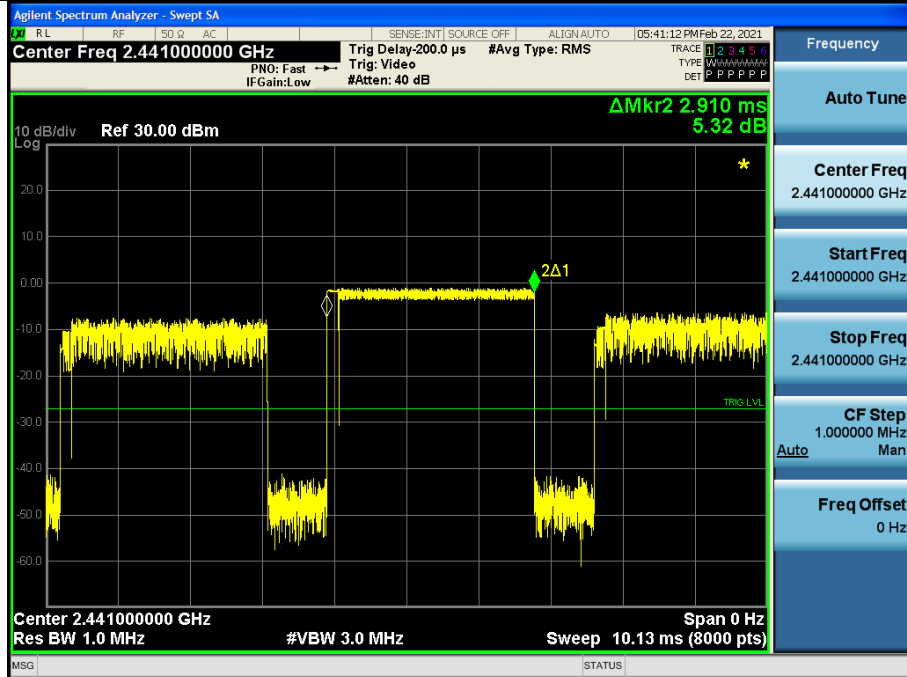 Agilent Spectrum Analyzer - Swept SA
LXI RL RF 50 Ω AC SENSE:INT SOURCE OFF ALIGN AUTO 05:41:12 PM Feb 22, 2021
Center Freq 2.441000000 GHz
PNO: Fast
IFGain:Low
Trig Delay-200.0 µs
Trig: Video
#Atten: 40 dB
#Avg Type: RMS
TRACE 1 2 3 4 5 6
TYPE WWWWWW
DET P P P P P P
ΔMkr2 2.910 ms
5.32 dB
10 dB/div
Log
Ref 30.00 dBm
20.0
10.0
0.00
-10.0
-20.0
-30.0
-40.0
-50.0
-60.0
2Δ1
TRIG LVL
Center 2.441000000 GHz
Span 0 Hz
Res BW 1.0 MHz
#VBW 3.0 MHz
Sweep 10.13 ms (8000 pts)
MSG
STATUS
Frequency
Auto Tune
Center Freq
2.441000000 GHz
Start Freq
2.441000000 GHz
Stop Freq
2.441000000 GHz
CF Step
1.000000 MHz
Auto Man
Freq Offset
0 Hz